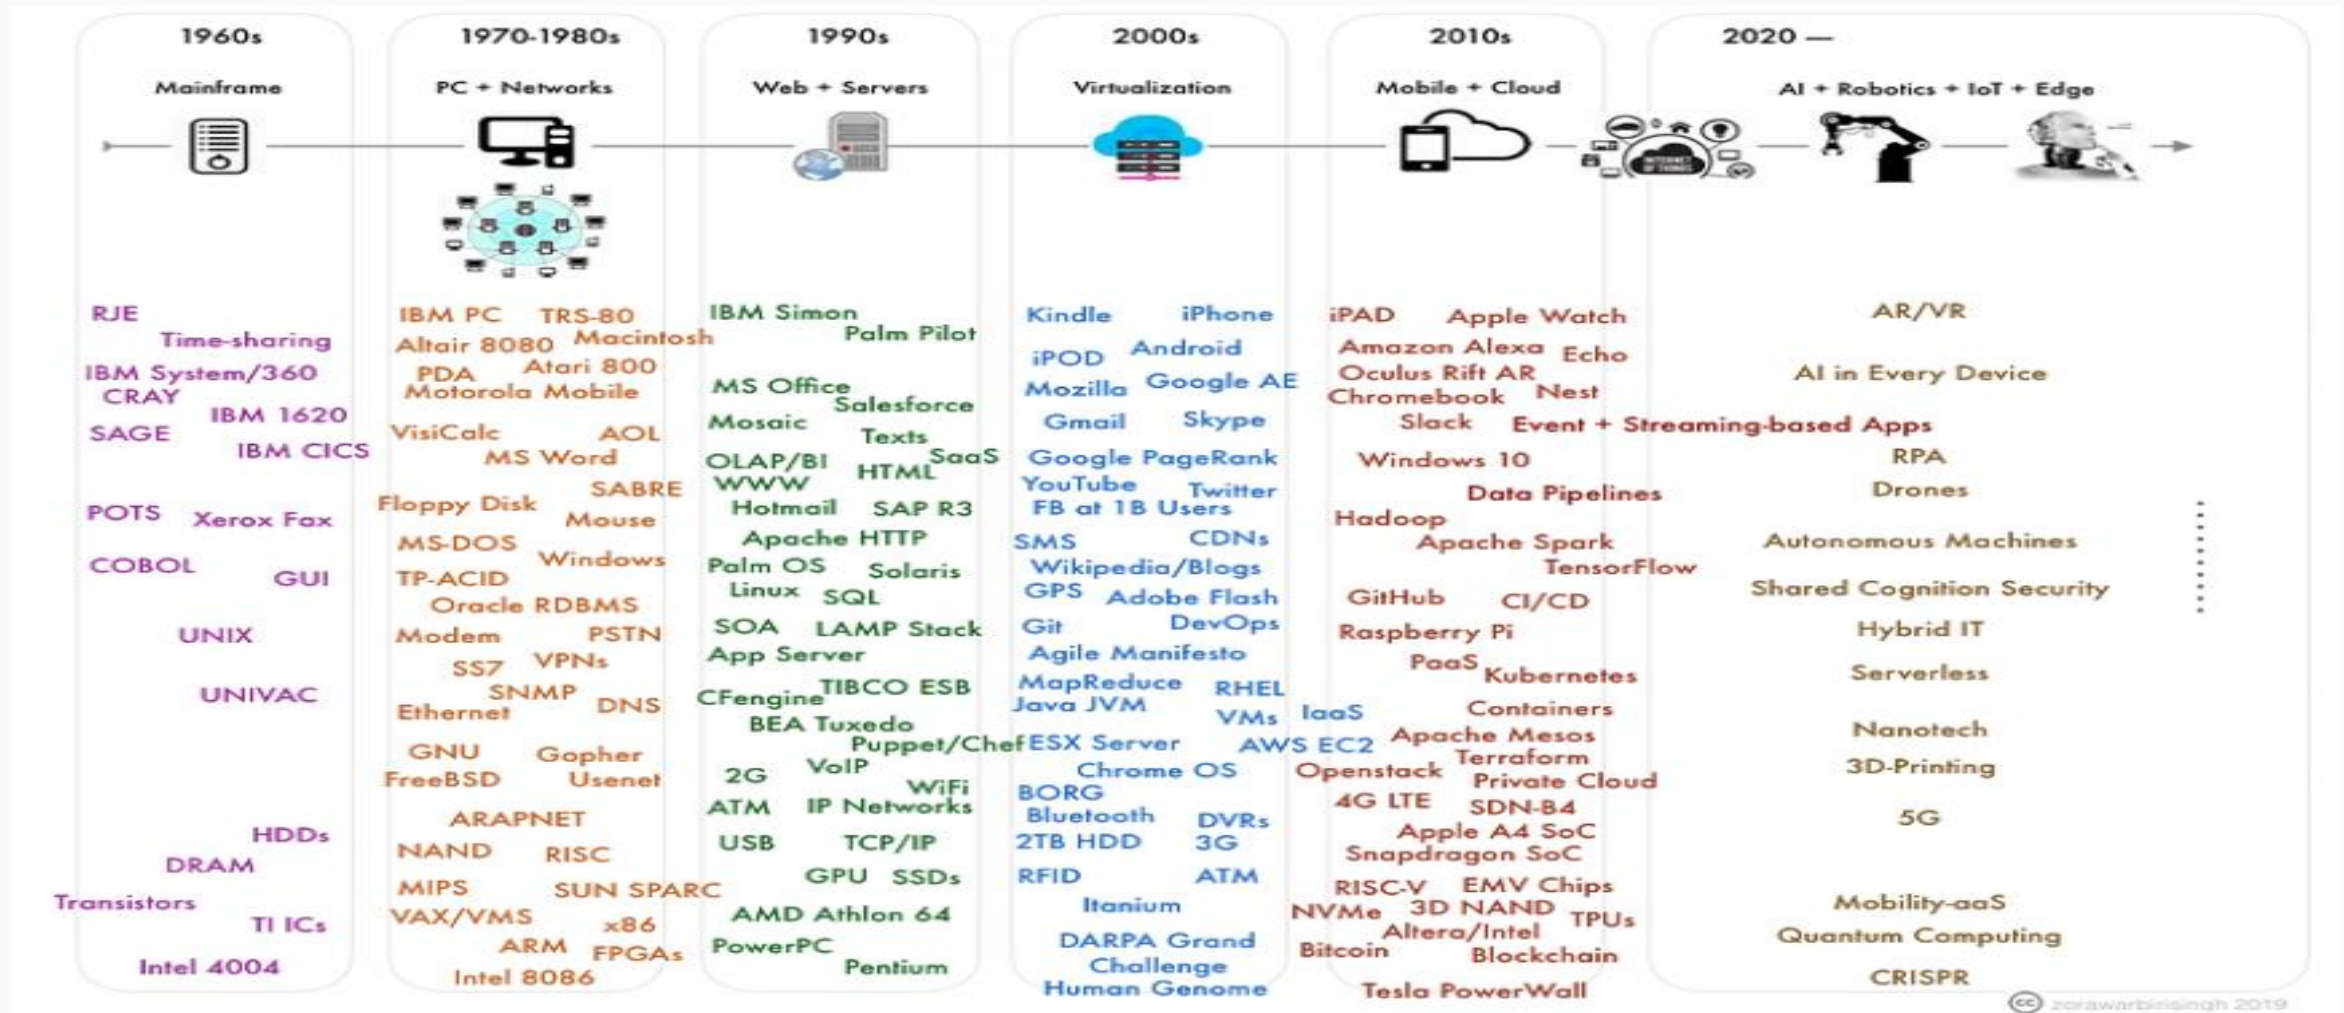 1960s
Mainframe
RJE
Time-sharing
IBM System/360
CRAY
IBM 1620
SAGE
IBM CICS
POTS Xerox Fax
COBOL
GUI
UNIX
UNIVAC
HDDs
DRAM
Transistors
TI ICs
Intel 4004
1970-1980s
PC + Networks
IBM PC TRS-80
Macintosh
Altair 8080
Atari 800
PDA
Motorola Mobile
VisiCalc AOL
MS Word
SABRE
Floppy Disk
Mouse
MS-DOS
Windows
TP-ACID
Oracle RDBMS
Modem PSTN
SS7 VPNs
SNMP
Ethernet DNS
GNU Gopher
FreeBSD Usenet
ARAPNET
NAND RISC
MIPS SUN SPARC
VAX/VMS x86
ARM FPGAs
Intel 8086
1990s
Web + Servers
IBM Simon
Palm Pilot
MS Office
Salesforce
Mosaic
Texts
SaaS
OLAP/BI
HTML
WWW
Hotmail SAP R3
Apache HTTP
Palm OS Solaris
Linux SQL
SOA LAMP Stack
App Server
TIBCO ESB
CFengine
BEA Tuxedo
Puppet/Chef
2G VoIP
WiFi
ATM IP Networks
USB TCP/IP
GPU SSDs
AMD Athlon 64
PowerPC
Pentium
2000s
Virtualization
Kindle iPhone
iPOD Android
Mozilla Google AE
Gmail Skype
Google PageRank
YouTube Twitter
FB at 1B Users
SMS CDNs
Wikipedia/Blogs
GPS Adobe Flash
Git DevOps
Agile Manifesto
MapReduce RHEL
Java JVM
VMs IaaS
ESX Server AWS EC2
Chrome OS
BORG
Bluetooth DVRs
2TB HDD 3G
RFID ATM
Itanium
DARPA Grand
Challenge
Human Genome
2010s
Mobile + Cloud
iPAD Apple Watch
Amazon Alexa Echo
Oculus Rift AR
Chromebook Nest
Slack Event + Streaming-based Apps
Windows 10
Data Pipelines
Hadoop
Apache Spark
TensorFlow
GitHub CI/CD
Raspberry Pi
PaaS
Kubernetes
Containers
Apache Mesos
Terraform
Openstack
Private Cloud
4G LTE SDN-B4
Apple A4 SoC
Snapdragon SoC
RISC-V EMV Chips
NVMe 3D NAND TPUs
Altera/Intel
Bitcoin Blockchain
Tesla PowerWall
2020 —
AI + Robotics + IoT + Edge
INTERNET
OF THINGS
AR/VR
AI in Every Device
RPA
Drones
Autonomous Machines
Shared Cognition Security
Hybrid IT
Serverless
Nanotech
3D-Printing
5G
Mobility-aaS
Quantum Computing
CRISPR
cc zorawarbirisingh 2019